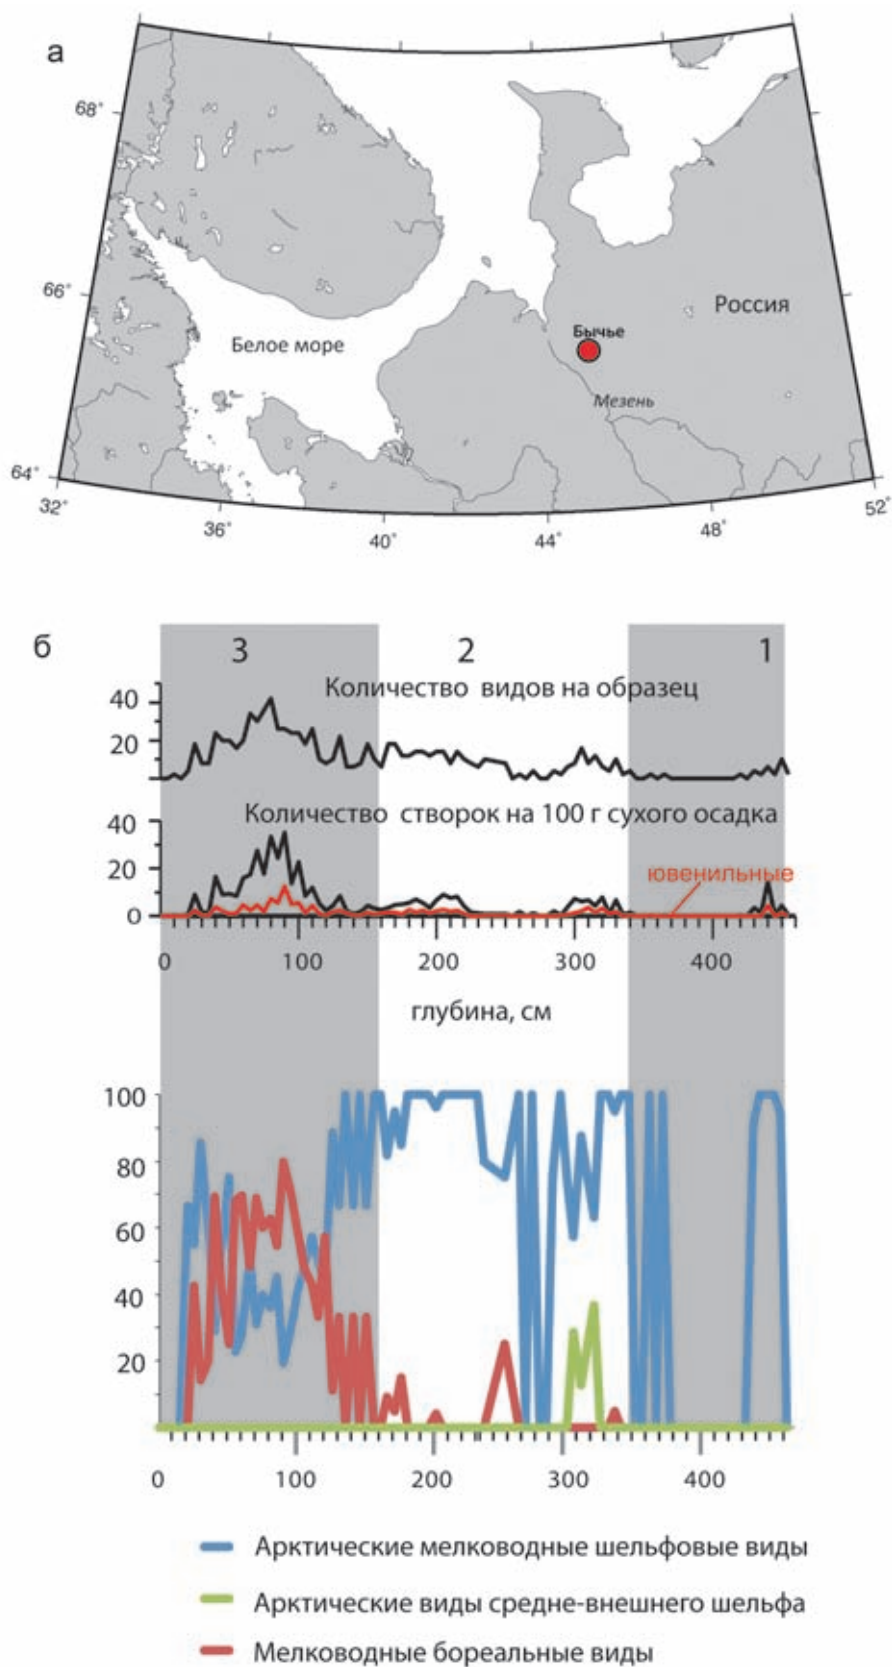 а
68°
66°
64°
32°
36°
40°
44°
48°
52°
Белое море
Россия
Бычье
Мезень
б
3 2 1
Количество видов на образец
40
20
Количество створок на 100 г сухого осадка
40
20
0
ювенильные
0 100 200 300 400
глубина, см
100
80
60
40
20
0 100 200 300 400
Арктические мелководные шельфовые виды
Арктические виды средне-внешнего шельфа
Мелководные бореальные виды